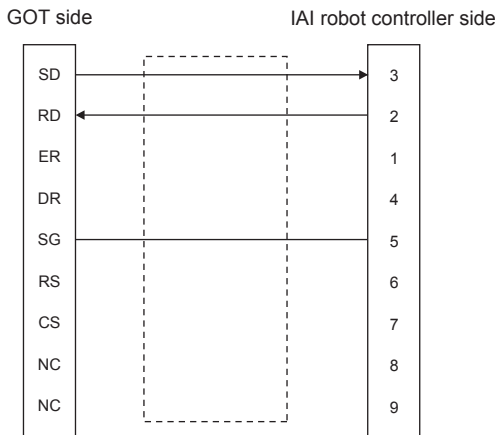 GOT side IAI robot controller side
SD 3
RD 2
ER 1
DR 4
SG 5
RS 6
CS 7
NC 8
NC 9